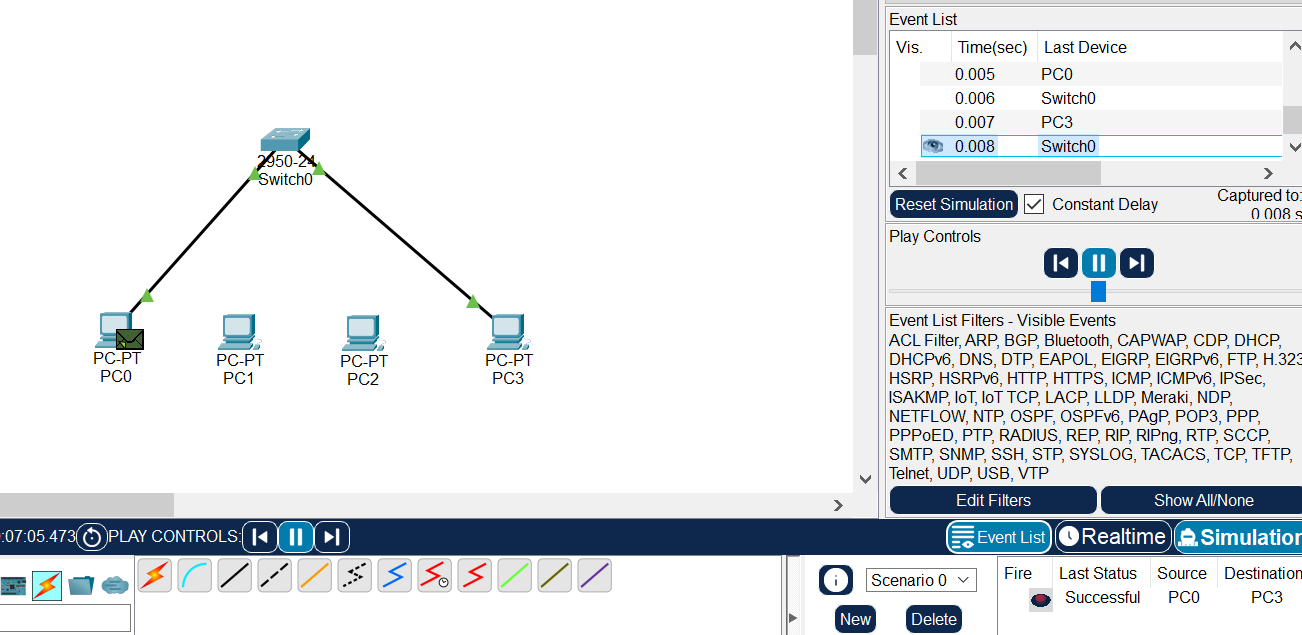 2950-24
Switch0
PC-PT
PC0
PC-PT
PC1
PC-PT
PC2
PC-PT
PC3
Event List
Vis. Time(sec) Last Device
0.005 PC0
0.006 Switch0
0.007 PC3
0.008 Switch0
Reset Simulation Constant Delay Captured to:
0.008 s
Play Controls
Event List Filters - Visible Events
ACL Filter, ARP, BGP, Bluetooth, CAPWAP, CDP, DHCP,
DHCPv6, DNS, DTP, EAPOL, EIGRP, EIGRPv6, FTP, H.323
HSRP, HSRPv6, HTTP, HTTPS, ICMP, ICMPv6, IPSec,
ISAKMP, IoT, IoT TCP, LACP, LLDP, Meraki, NDP,
NETFLOW, NTP, OSPF, OSPFv6, PAgP, POP3, PPP,
PPPoED, PTP, RADIUS, REP, RIP, RIPng, RTP, SCCP,
SMTP, SNMP, SSH, STP, SYSLOG, TACACS, TCP, TFTP,
Telnet, UDP, USB, VTP
Edit Filters Show All/None
:07:05.473 PLAY CONTROLS: Event List Realtime Simulation
Scenario 0
New Delete
Fire Last Status Source Destination
Successful PC0 PC3